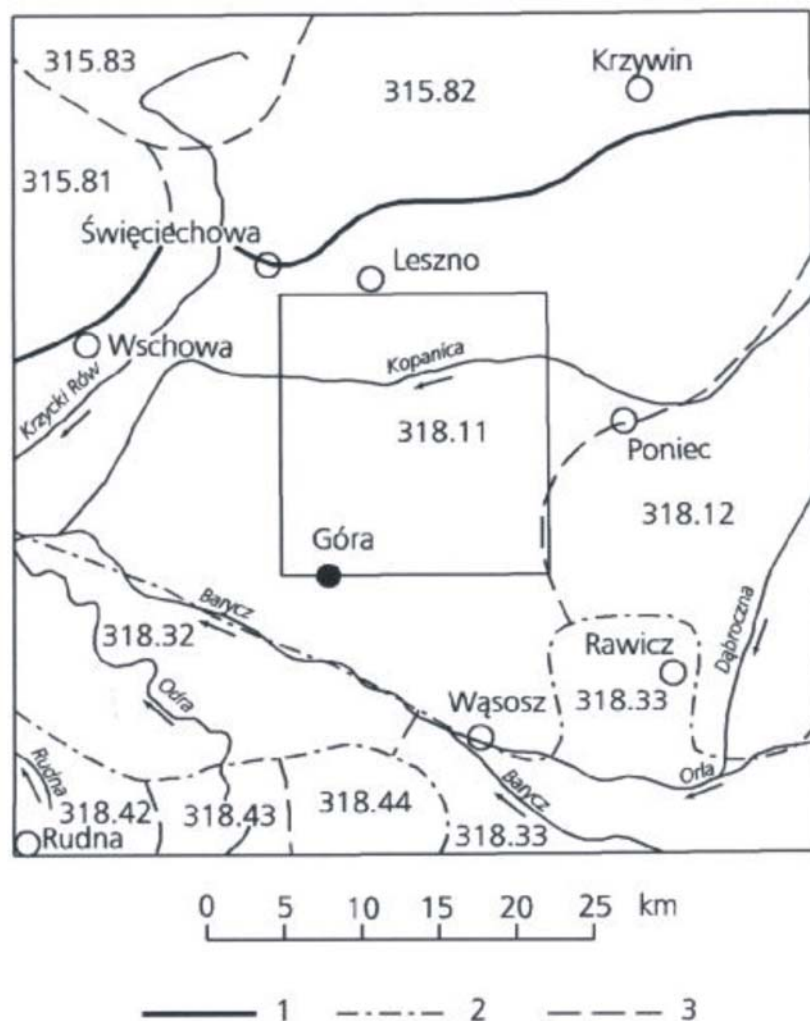 315.83
Krzywin
315.82
315.81
Święciechowa
Leszno
Wschowa
Kopanica
Krzycki Rów
318.11
Poniec
318.12
Góra
Barycz
Dąbroczna
318.32
Rawicz
Odra
318.33
Wąsosz
Rudna
Orla
Barycz
318.42
318.43
318.44
318.33
Rudna
0 5 10 15 20 25 km
1 2 3